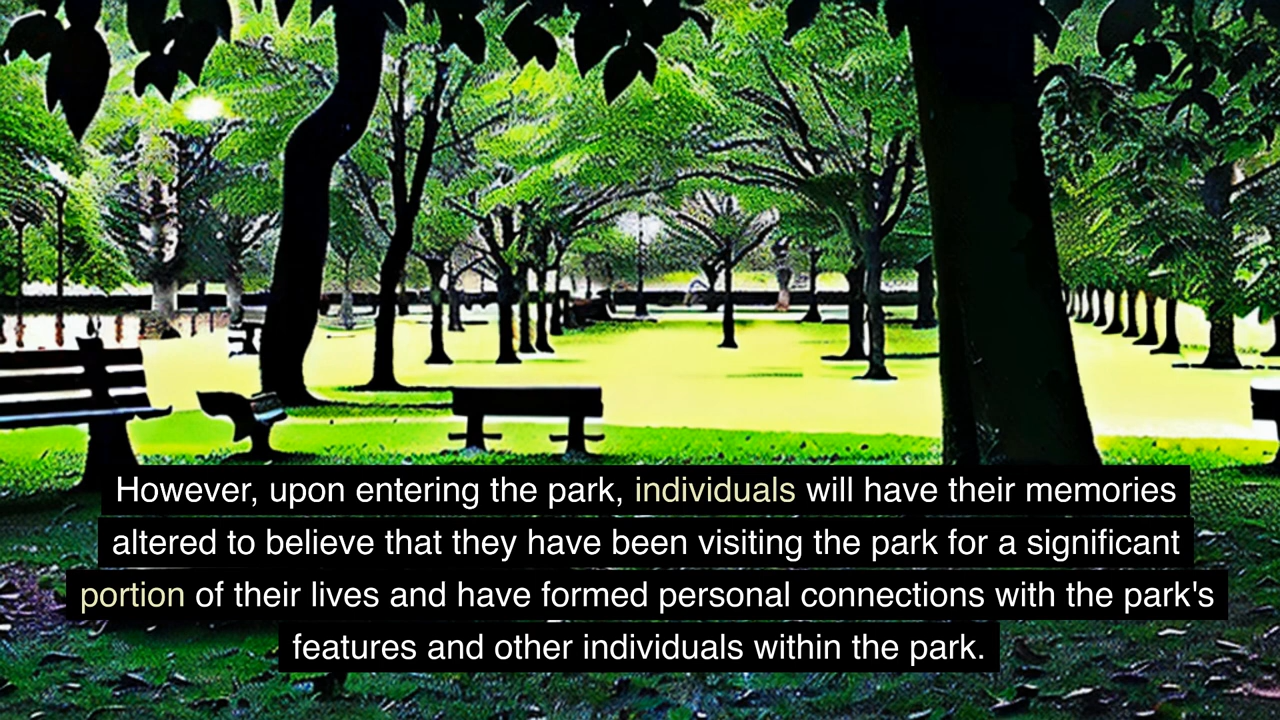 However, upon entering the park, individuals will have their memories
altered to believe that they have been visiting the park for a significant
portion of their lives and have formed personal connections with the park's
features and other individuals within the park.